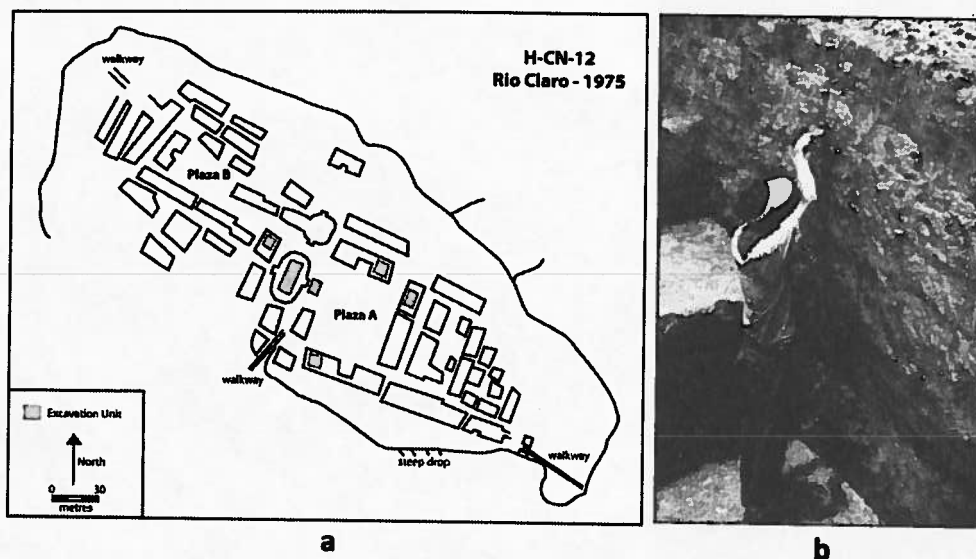 H-CN-12
Rio Claro - 1975
walkway
Plaza B
Plaza A
walkway
walkway
steep drop
Excavation Unit
North
0 30
metres
a
b